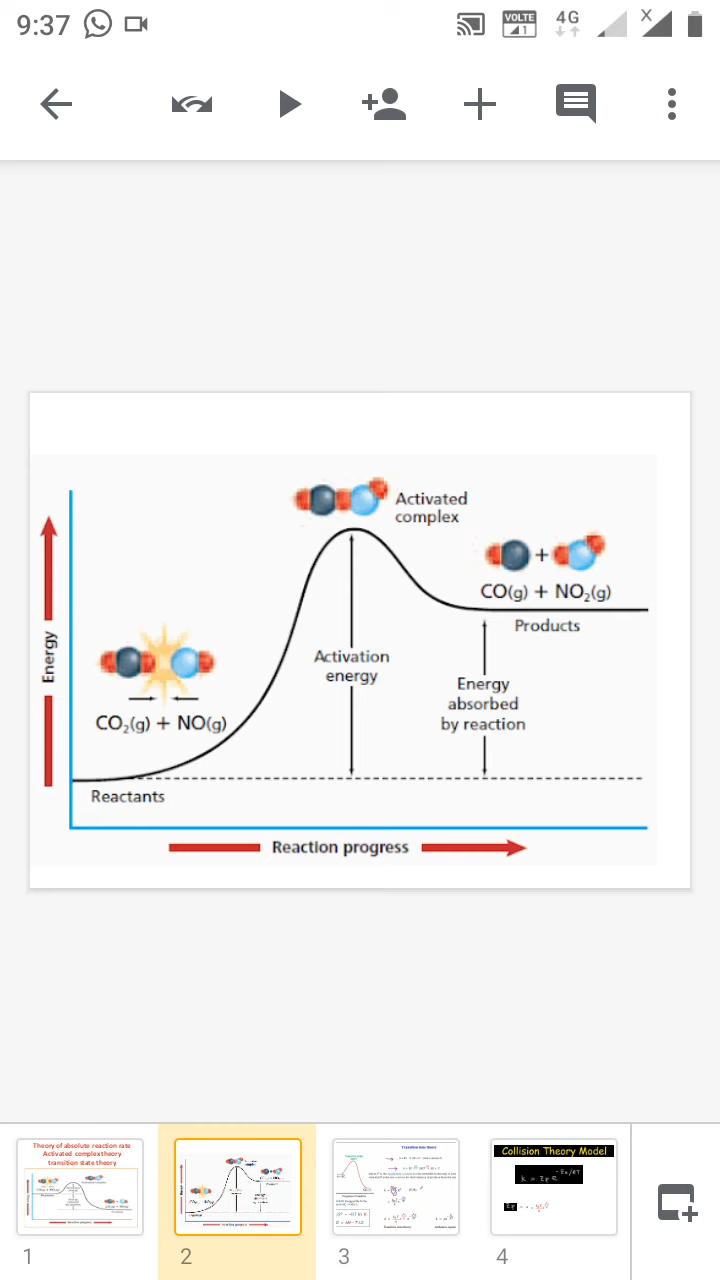 9:37
VOLTE
1
4G
X
Activated
complex
CO(g) + NO₂(g)
Products
Activation
energy
Energy
absorbed
by reaction
Energy
CO₂(g) + NO(g)
Reactants
Reaction progress
Theory of absolute reaction rate
Activated complex theory
transition state theory
Collision Theory Model
1
2
3
4